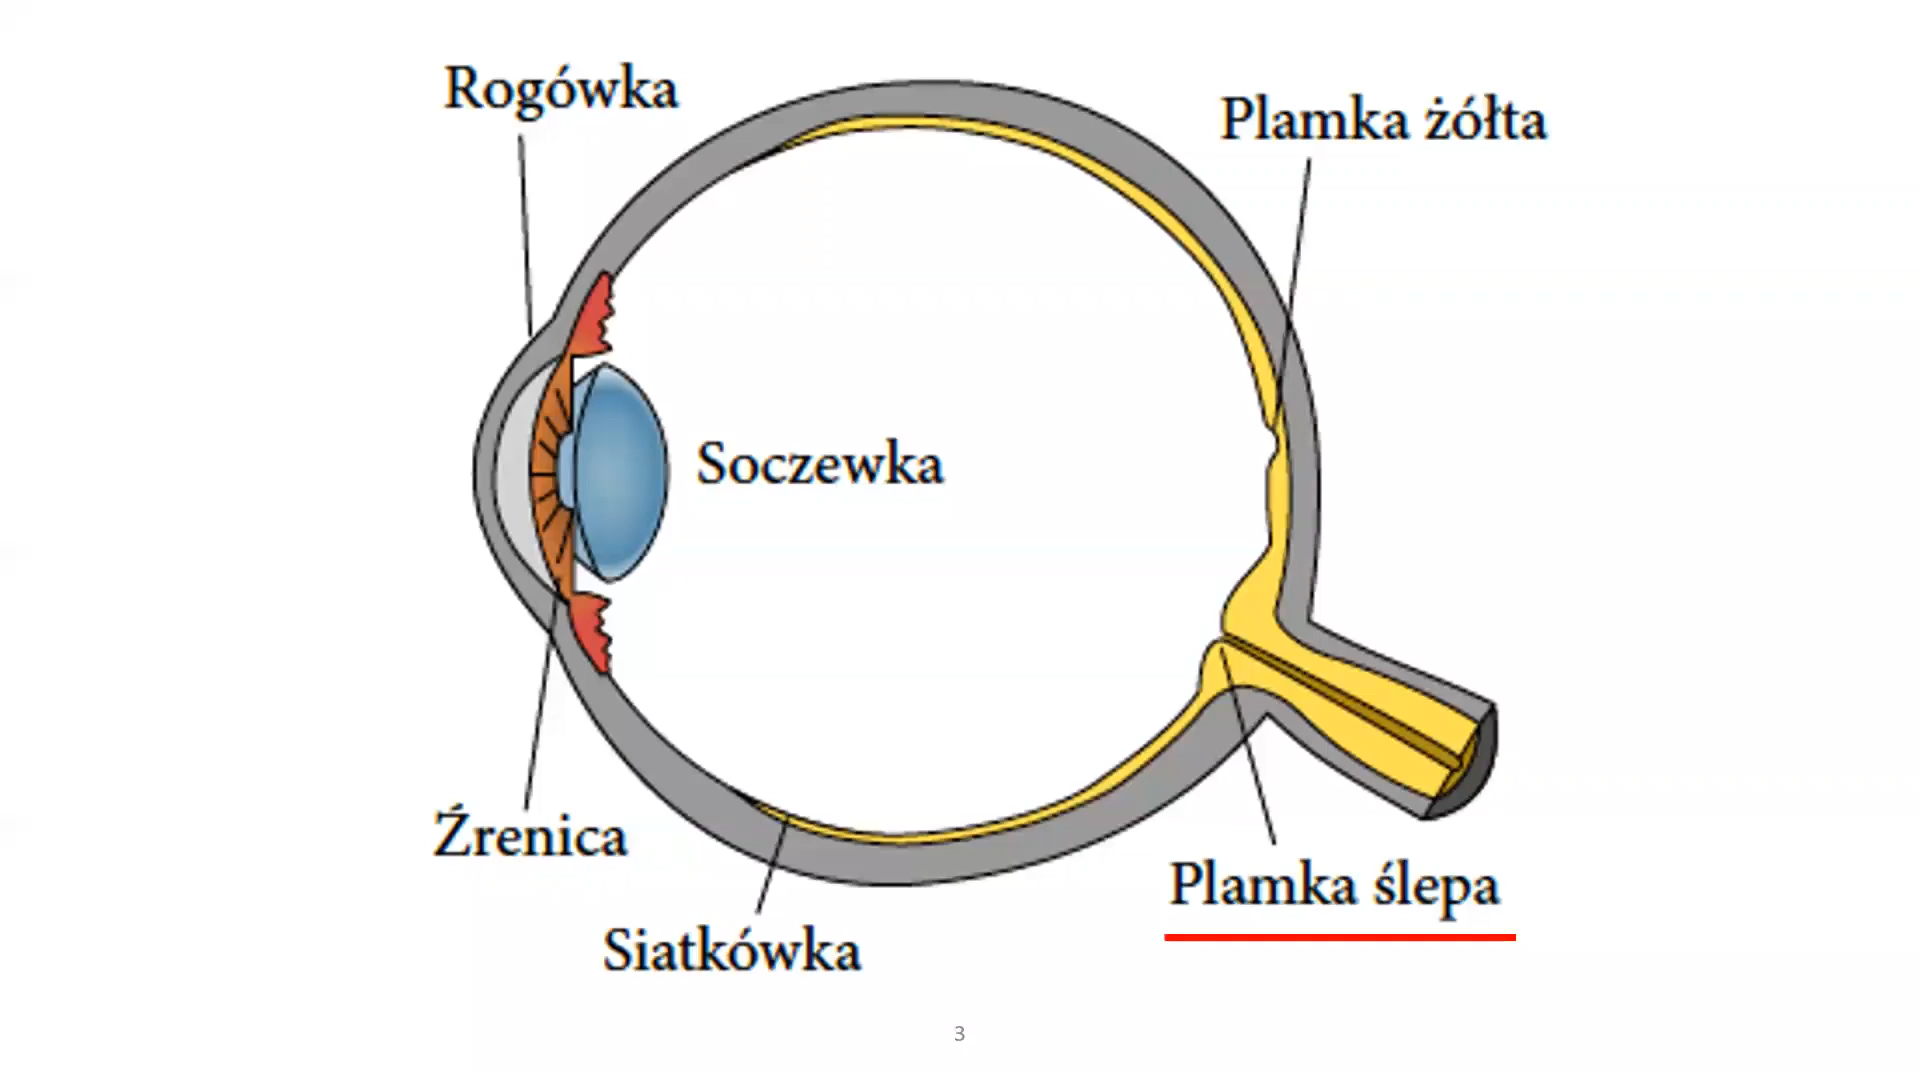 Rogówka
Plamka żółta
Soczewka
Źrenica
Plamka ślepa
Siatkówka
3